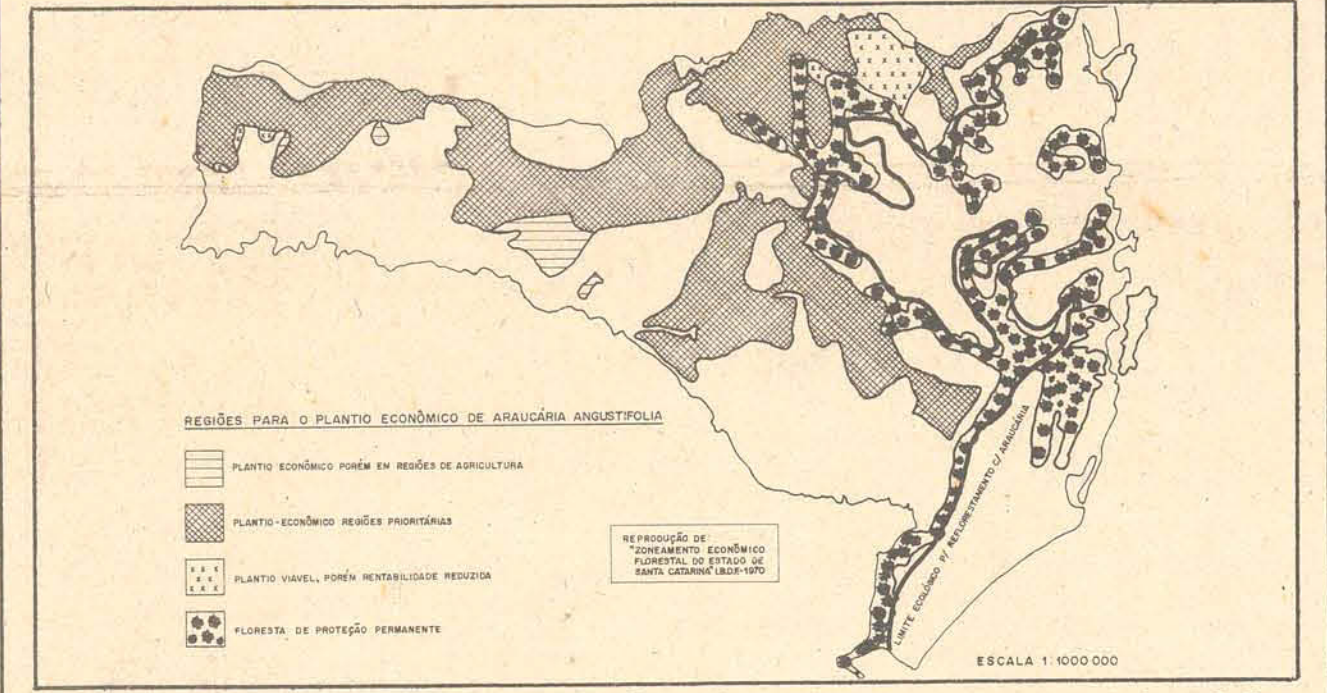 REGIÕES PARA O PLANTIO ECONÔMICO DE ARAUCÁRIA ANGUSTIFOLIA
PLANTIO ECONÔMICO PORÉM EM REGIÕES DE AGRICULTURA
PLANTIO-ECONÔMICO REGIÕES PRIORITÁRIAS
PLANTIO VIAVEL, PORÉM RENTABILIDADE REDUZIDA
FLORESTA DE PROTEÇÃO PERMANENTE
REPRODUÇÃO DE:
"ZONEAMENTO ECONÔMICO
FLORESTAL DO ESTADO DE
SANTA CATARINA" I.B.D.F.-1970
LIMITE ECOLÓGICO P/ REFLORESTAMENTO C/ ARAUCÁRIA
ESCALA 1:1000 000